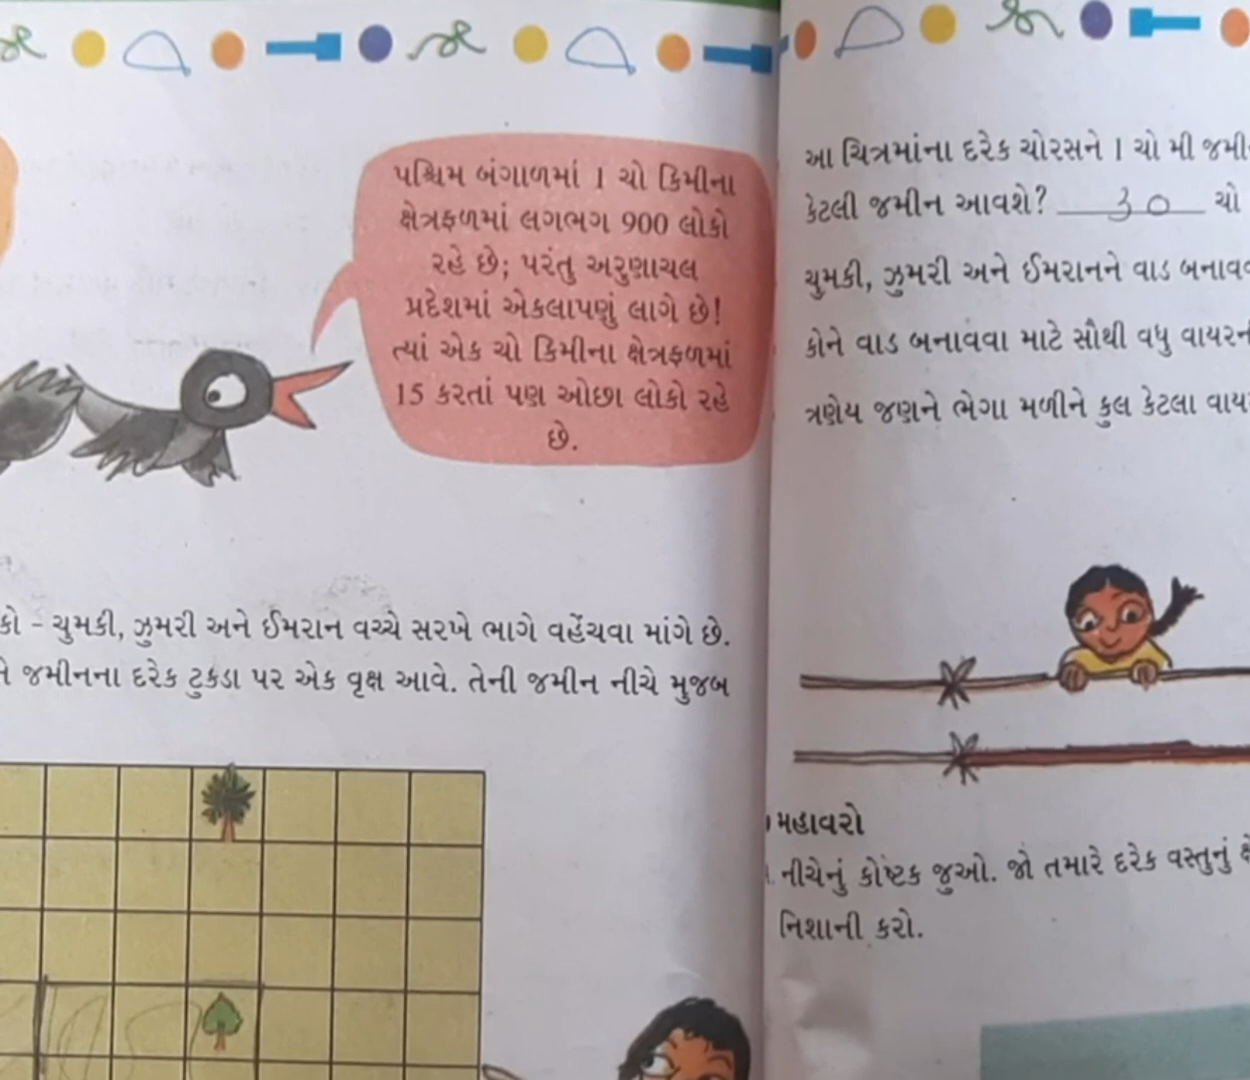 પશ્ચિમ બંગાળમાં 1 ચો કિમીના
ક્ષેત્રફળમાં લગભગ 900 લોકો
રહે છે; પરંતુ અરુણાચલ
પ્રદેશમાં એકલાપણું લાગે છે!
ત્યાં એક ચો કિમીના ક્ષેત્રફળમાં
15 કરતાં પણ ઓછા લોકો રહે
છે.
કો - ચુમકી, ઝુમરી અને ઈમરાન વચ્ચે સરખે ભાગે વહેંચવા માંગે છે.
જમીનના દરેક ટુકડા પર એક વૃક્ષ આવે. તેની જમીન નીચે મુજબ
આ ચિત્રમાંના દરેક ચોરસને 1 ચો મી
કેટલી જમીન આવશે? 30 ચો
ચુમકી, ઝુમરી અને ઈમરાનને વાડ
કોને વાડ બનાવવા માટે સૌથી વધુ
ત્રણેય જણને ભેગા મળીને કુલ કેટલા
મહાવરો
નીચેનું કોષ્ટક જુઓ. જો તમારે દરેક વસ્તુનું
નિશાની કરો.